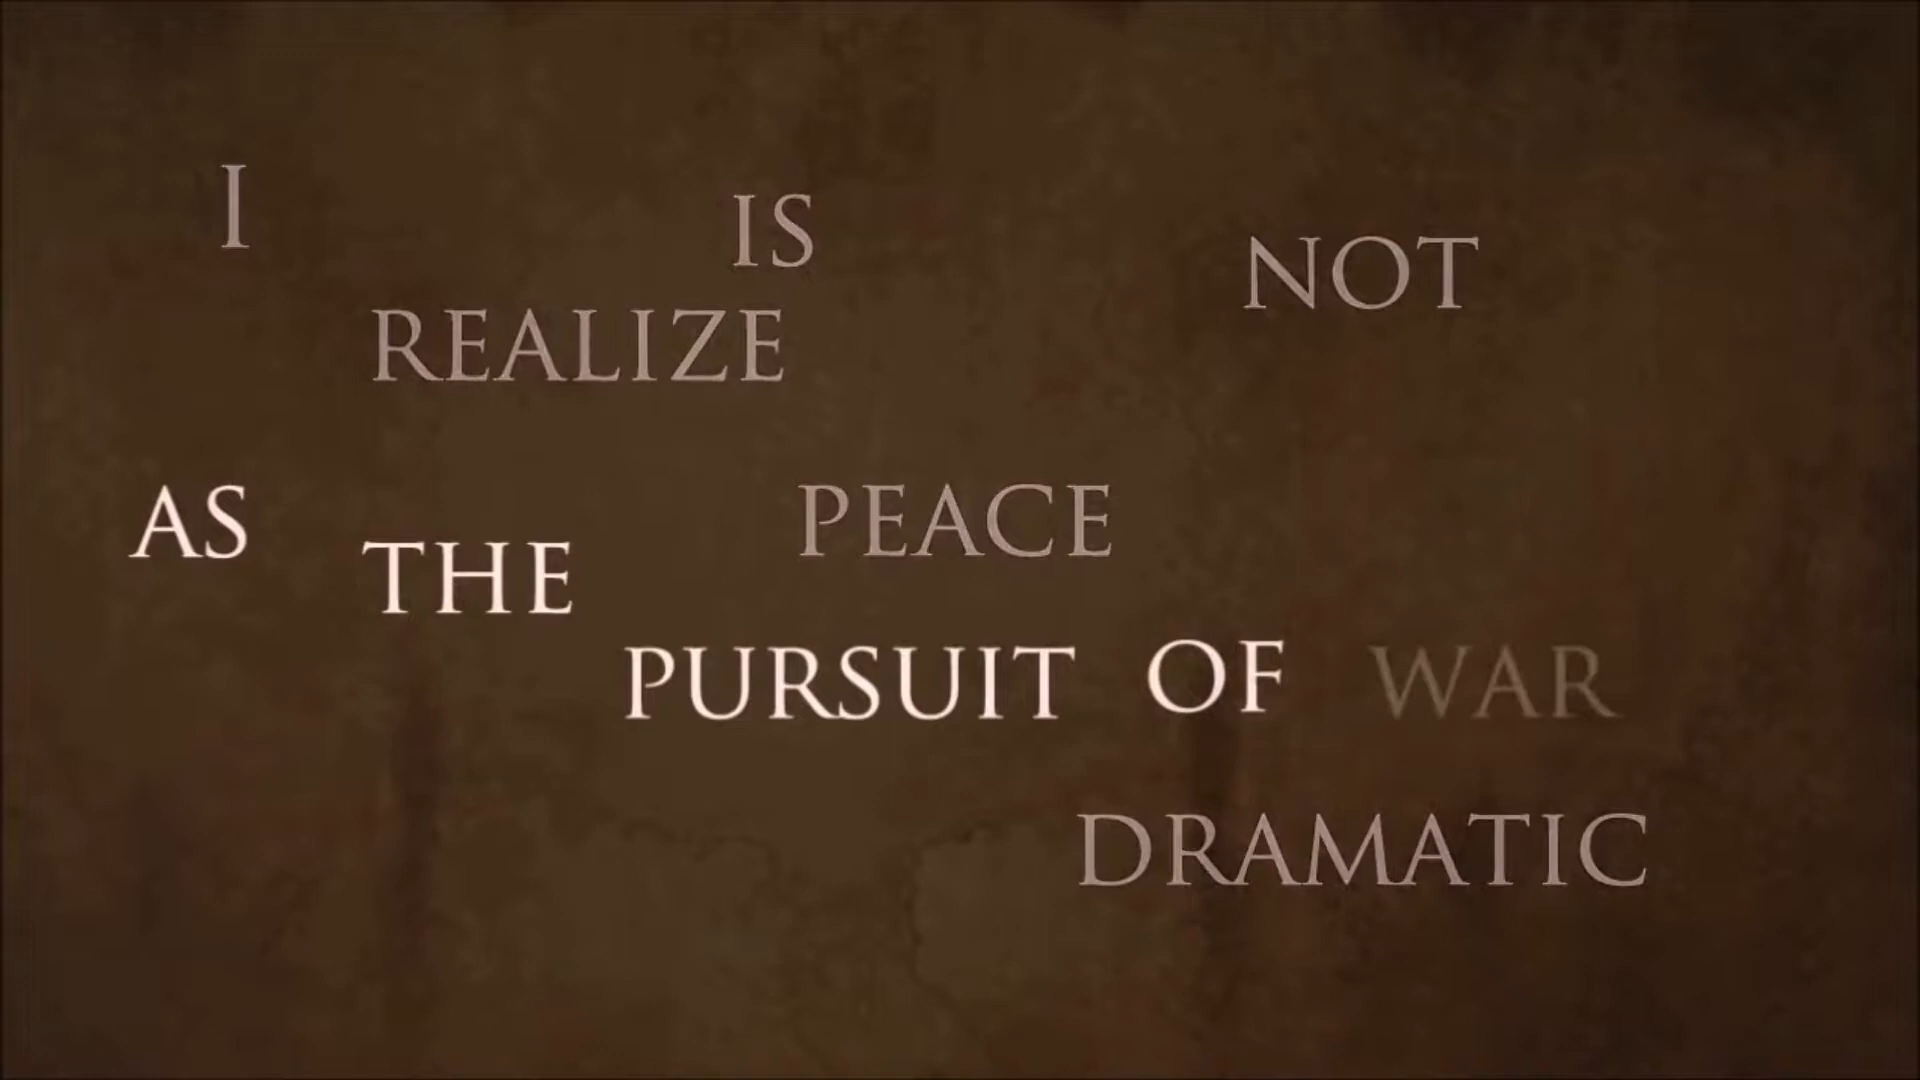 I IS NOT
REALIZE
AS THE PEACE
PURSUIT OF WAR
DRAMATIC